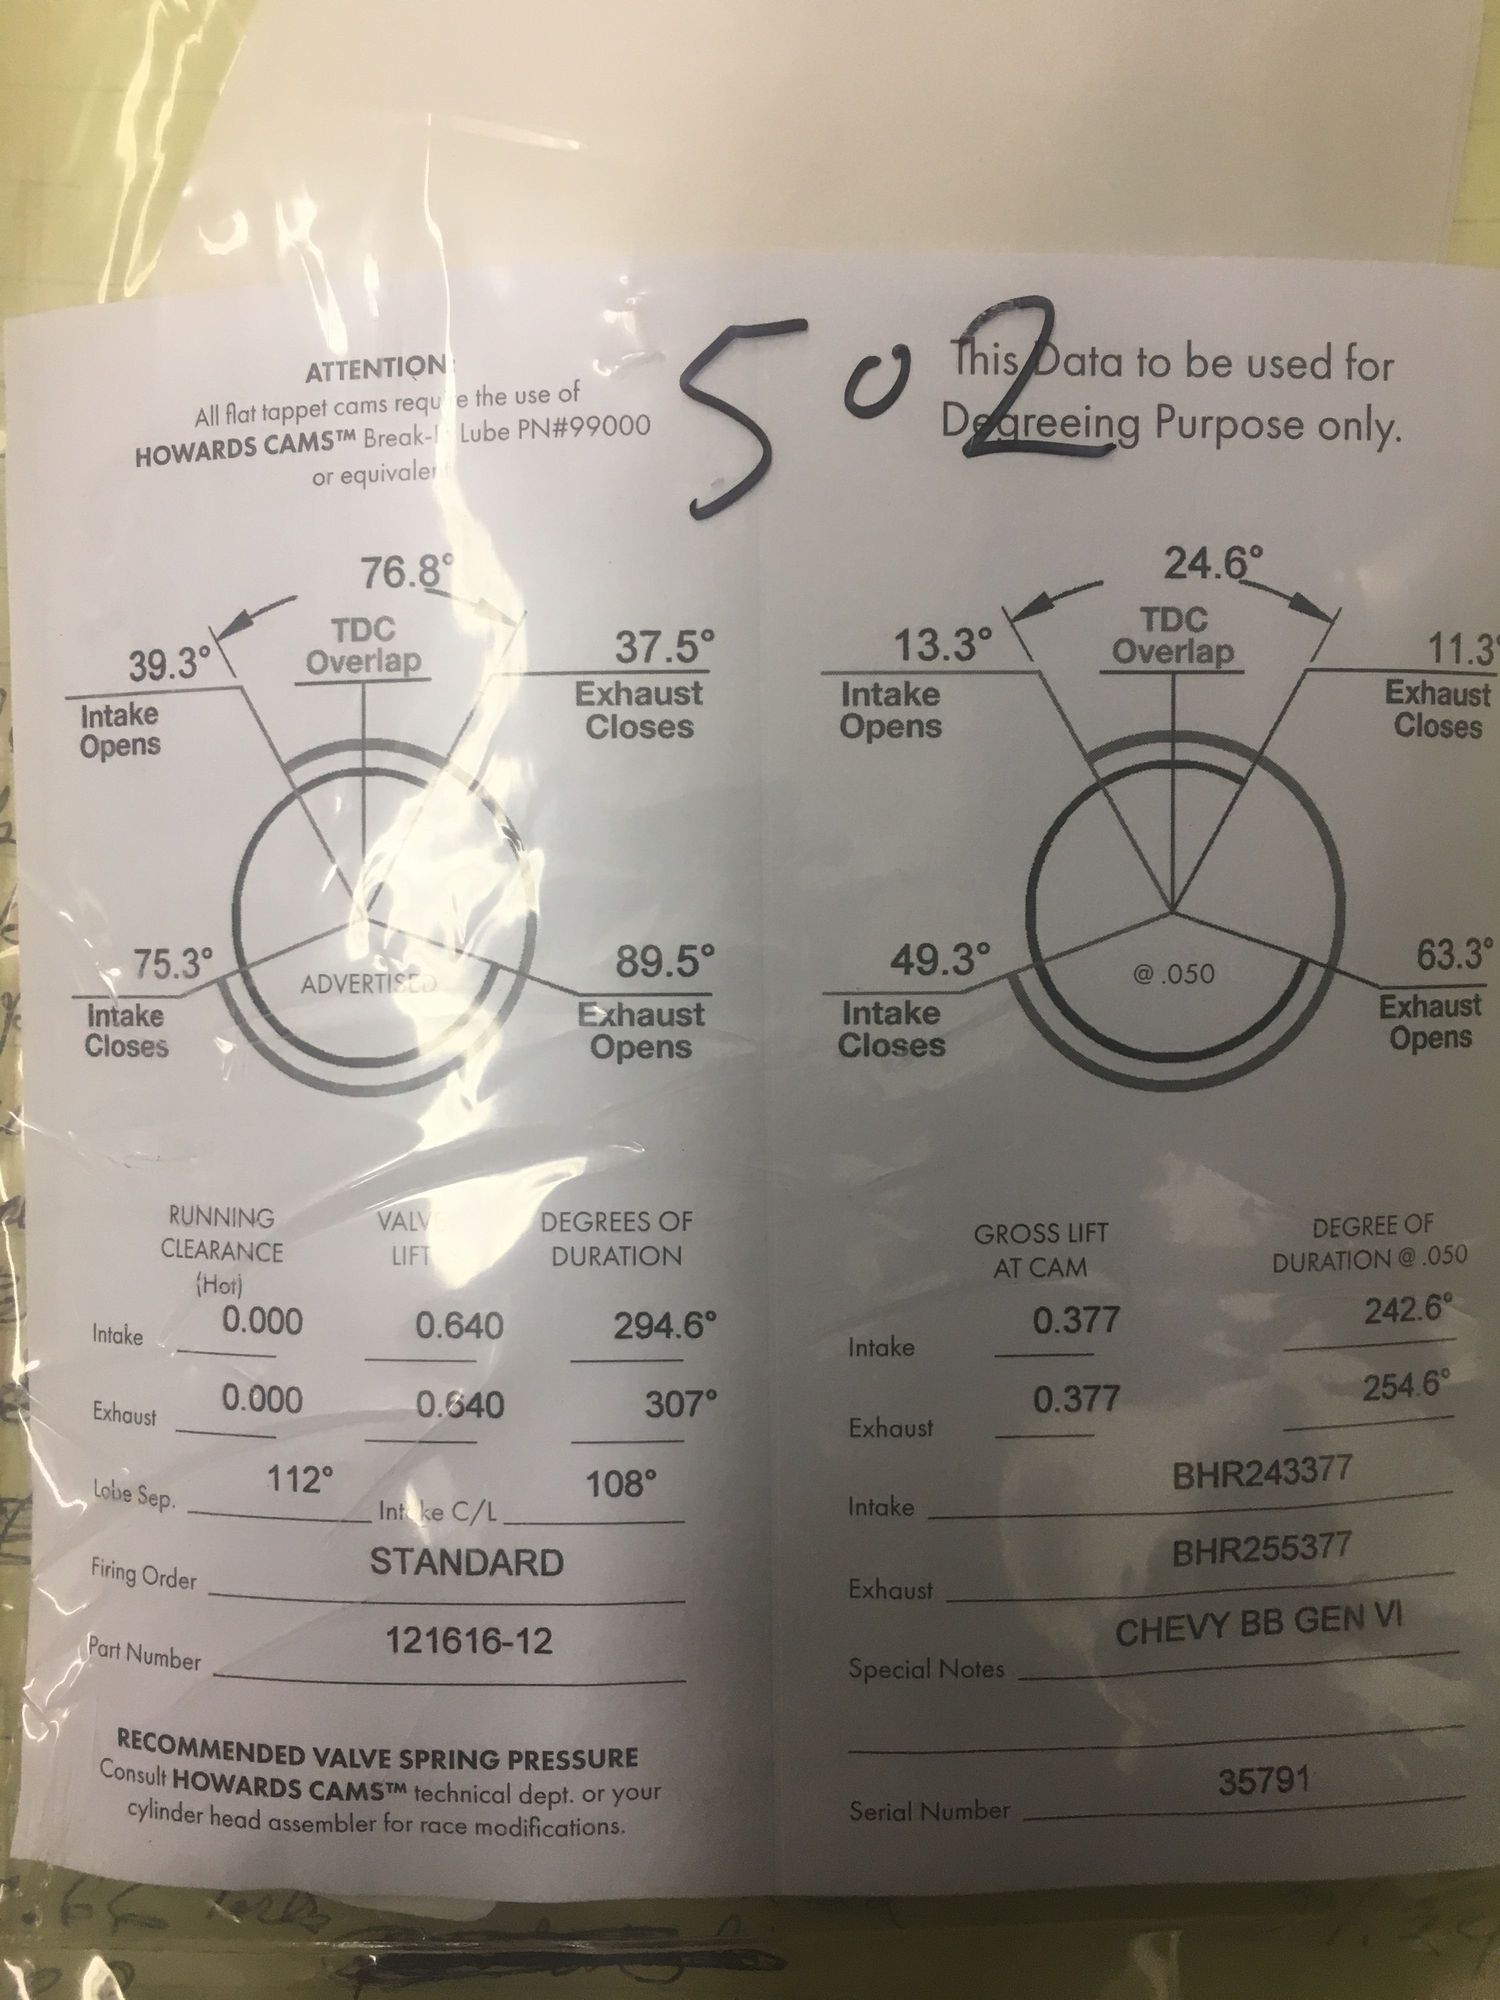 502
ATTENTION:
All flat tappet cams require the use of
HOWARDS CAMS™ Break-In Lube PN#99000
or equivalent
This Data to be used for
Degreeing Purpose only.
76.8°
TDC
Overlap
39.3°
Intake
Opens
37.5°
Exhaust
Closes
75.3°
Intake
Closes
ADVERTISED
89.5°
Exhaust
Opens
24.6°
TDC
Overlap
13.3°
Intake
Opens
11.3°
Exhaust
Closes
49.3°
Intake
Closes
@ .050
63.3°
Exhaust
Opens
RUNNING CLEARANCE (Hot) VALVE LIFT DEGREES OF DURATION
Intake 0.000 0.640 294.6°
Exhaust 0.000 0.640 307°
Lobe Sep. 112° Intake C/L 108°
Firing Order STANDARD
Part Number 121616-12
RECOMMENDED VALVE SPRING PRESSURE
Consult HOWARDS CAMS™ technical dept. or your
cylinder head assembler for race modifications.
GROSS LIFT AT CAM DEGREE OF DURATION @ .050
Intake 0.377 242.6°
Exhaust 0.377 254.6°
Intake BHR243377
Exhaust BHR255377
Special Notes CHEVY BB GEN VI
Serial Number 35791